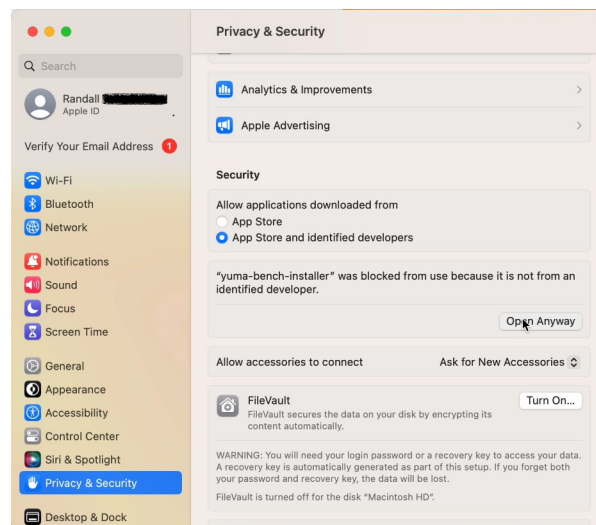 Privacy & Security
Search
Randall
Apple ID
Verify Your Email Address 1
Wi-Fi
Bluetooth
Network
Notifications
Sound
Focus
Screen Time
General
Appearance
Accessibility
Control Center
Siri & Spotlight
Privacy & Security
Desktop & Dock
Analytics & Improvements
Apple Advertising
Security
Allow applications downloaded from
App Store
App Store and identified developers
“yuma-bench-installer” was blocked from use because it is not from an
identified developer.
Open Anyway
Allow accessories to connect Ask for New Accessories
FileVault Turn On...
FileVault secures the data on your disk by encrypting its
content automatically.
WARNING: You will need your login password or a recovery key to access your data.
A recovery key is automatically generated as part of this setup. If you forget both
your password and recovery key, the data will be lost.
FileVault is turned off for the disk “Macintosh HD”.